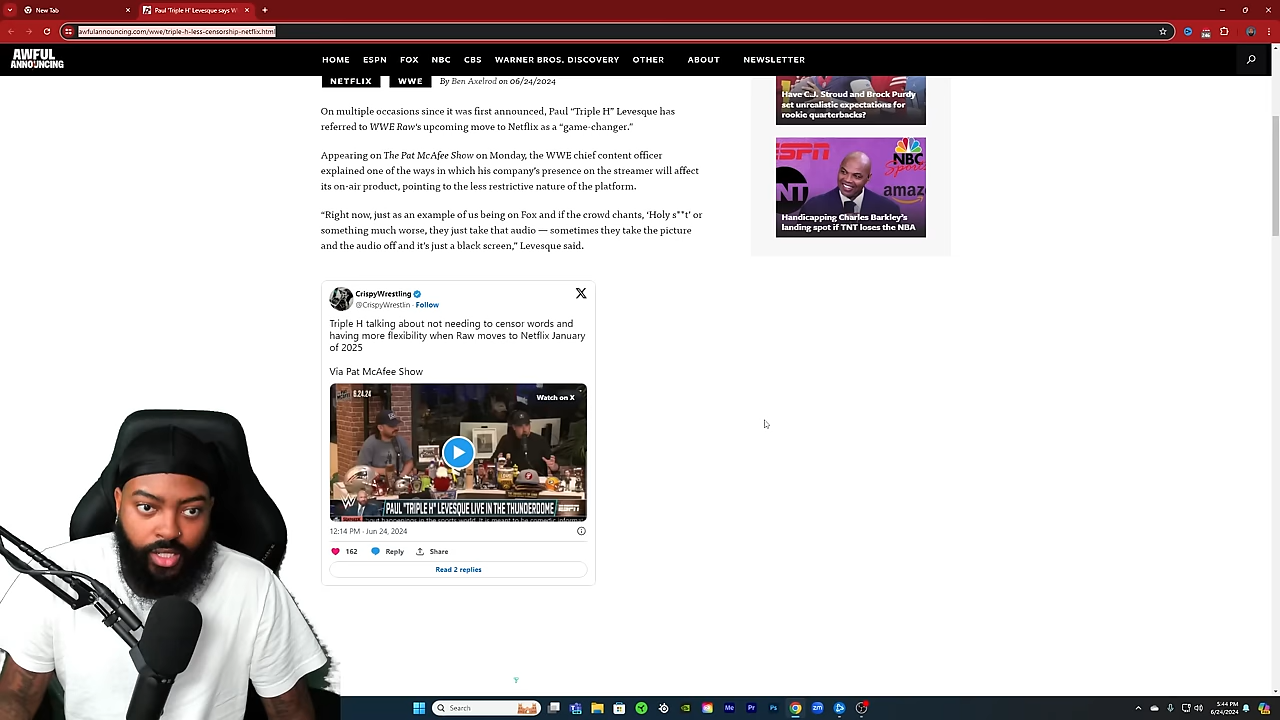 New Tab
Paul 'Triple H' Levesque says W
awfulannouncing.com/wwe/triple-h-less-censorship-netflix.html
AWFUL
ANNOUNCING
HOME ESPN FOX NBC CBS WARNER BROS. DISCOVERY OTHER ABOUT NEWSLETTER
NETFLIX WWE By Ben Axelrod on 06/24/2024
On multiple occasions since it was first announced, Paul “Triple H” Levesque has
referred to WWE Raw's upcoming move to Netflix as a “game-changer.”
Appearing on The Pat McAfee Show on Monday, the WWE chief content officer
explained one of the ways in which his company's presence on the streamer will affect
its on-air product, pointing to the less restrictive nature of the platform.
“Right now, just as an example of us being on Fox and if the crowd chants, ‘Holy s**t’ or
something much worse, they just take that audio — sometimes they take the picture
and the audio off and it's just a black screen,” Levesque said.
Have C.J. Stroud and Brock Purdy
set unrealistic expectations for
rookie quarterbacks?
ESPN
NBC
Sports
NT
amaz
Handicapping Charles Barkley's
landing spot if TNT loses the NBA
CrispyWrestling
@CrispyWrestlin · Follow
Triple H talking about not needing to censor words and
having more flexibility when Raw moves to Netflix January
of 2025
Via Pat McAfee Show
6.24.24
Watch on X
PAUL "TRIPLE H" LEVESQUE LIVE IN THE THUNDERDOME
ESPN
12:14 PM · Jun 24, 2024
162 Reply Share
Read 2 replies
Search
5:44 PM
6/24/2024